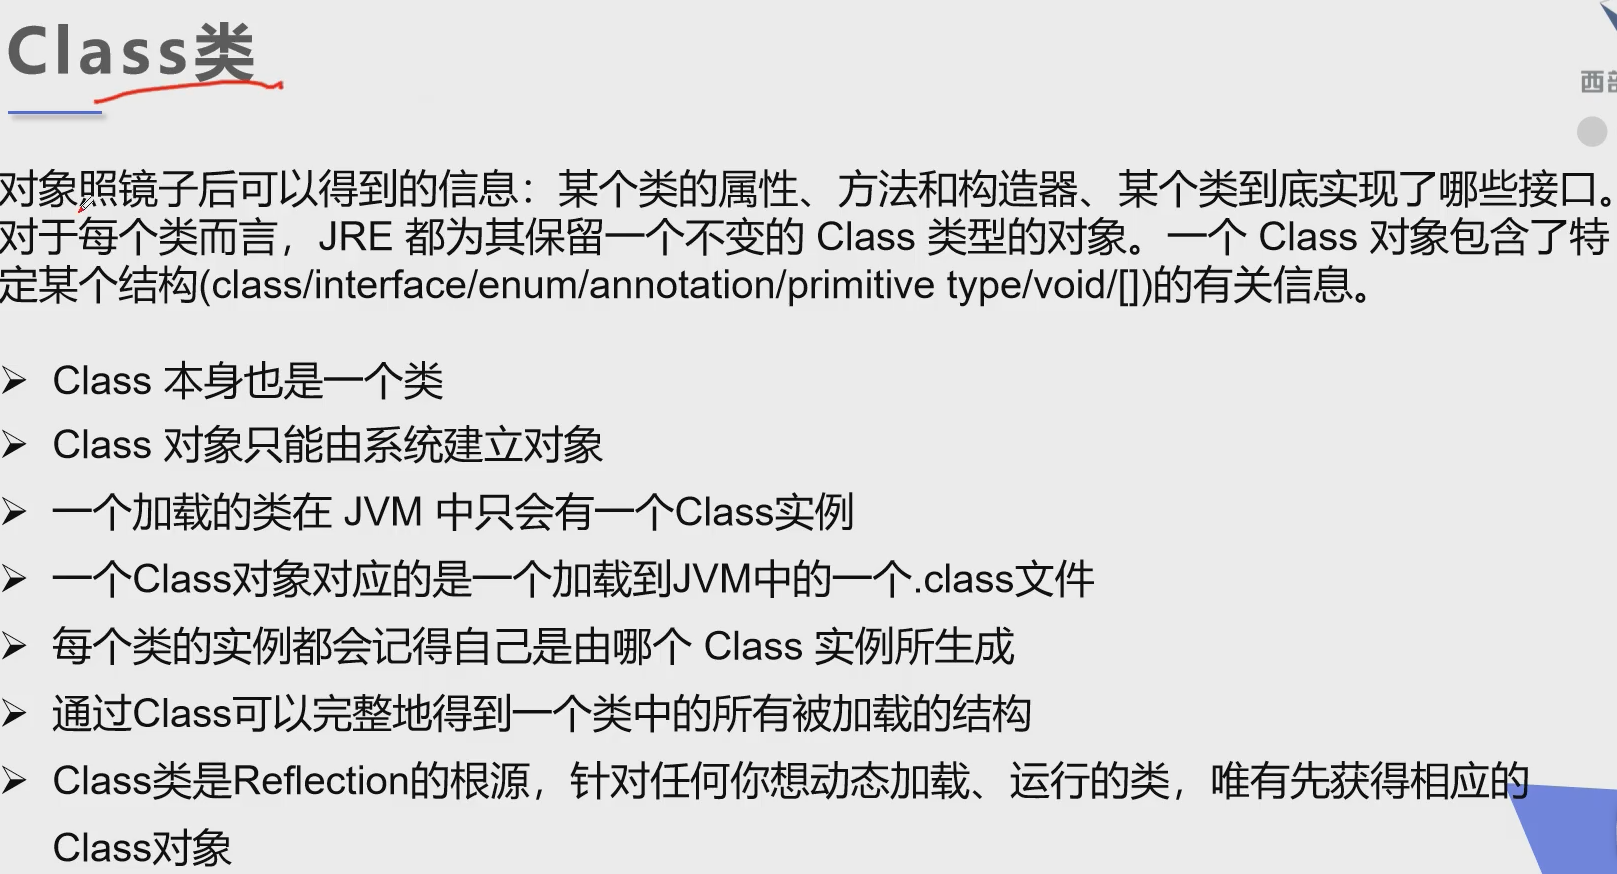 Class类
西部
对象照镜子后可以得到的信息：某个类的属性、方法和构造器、某个类到底实现了哪些接口。
对于每个类而言，JRE 都为其保留一个不变的 Class 类型的对象。一个 Class 对象包含了特
定某个结构(class/interface/enum/annotation/primitive type/void/[])的有关信息。
Class 本身也是一个类
Class 对象只能由系统建立对象
一个加载的类在 JVM 中只会有一个Class实例
一个Class对象对应的是一个加载到JVM中的一个.class文件
每个类的实例都会记得自己是由哪个 Class 实例所生成
通过Class可以完整地得到一个类中的所有被加载的结构
Class类是Reflection的根源，针对任何你想动态加载、运行的类，唯有先获得相应的
Class对象